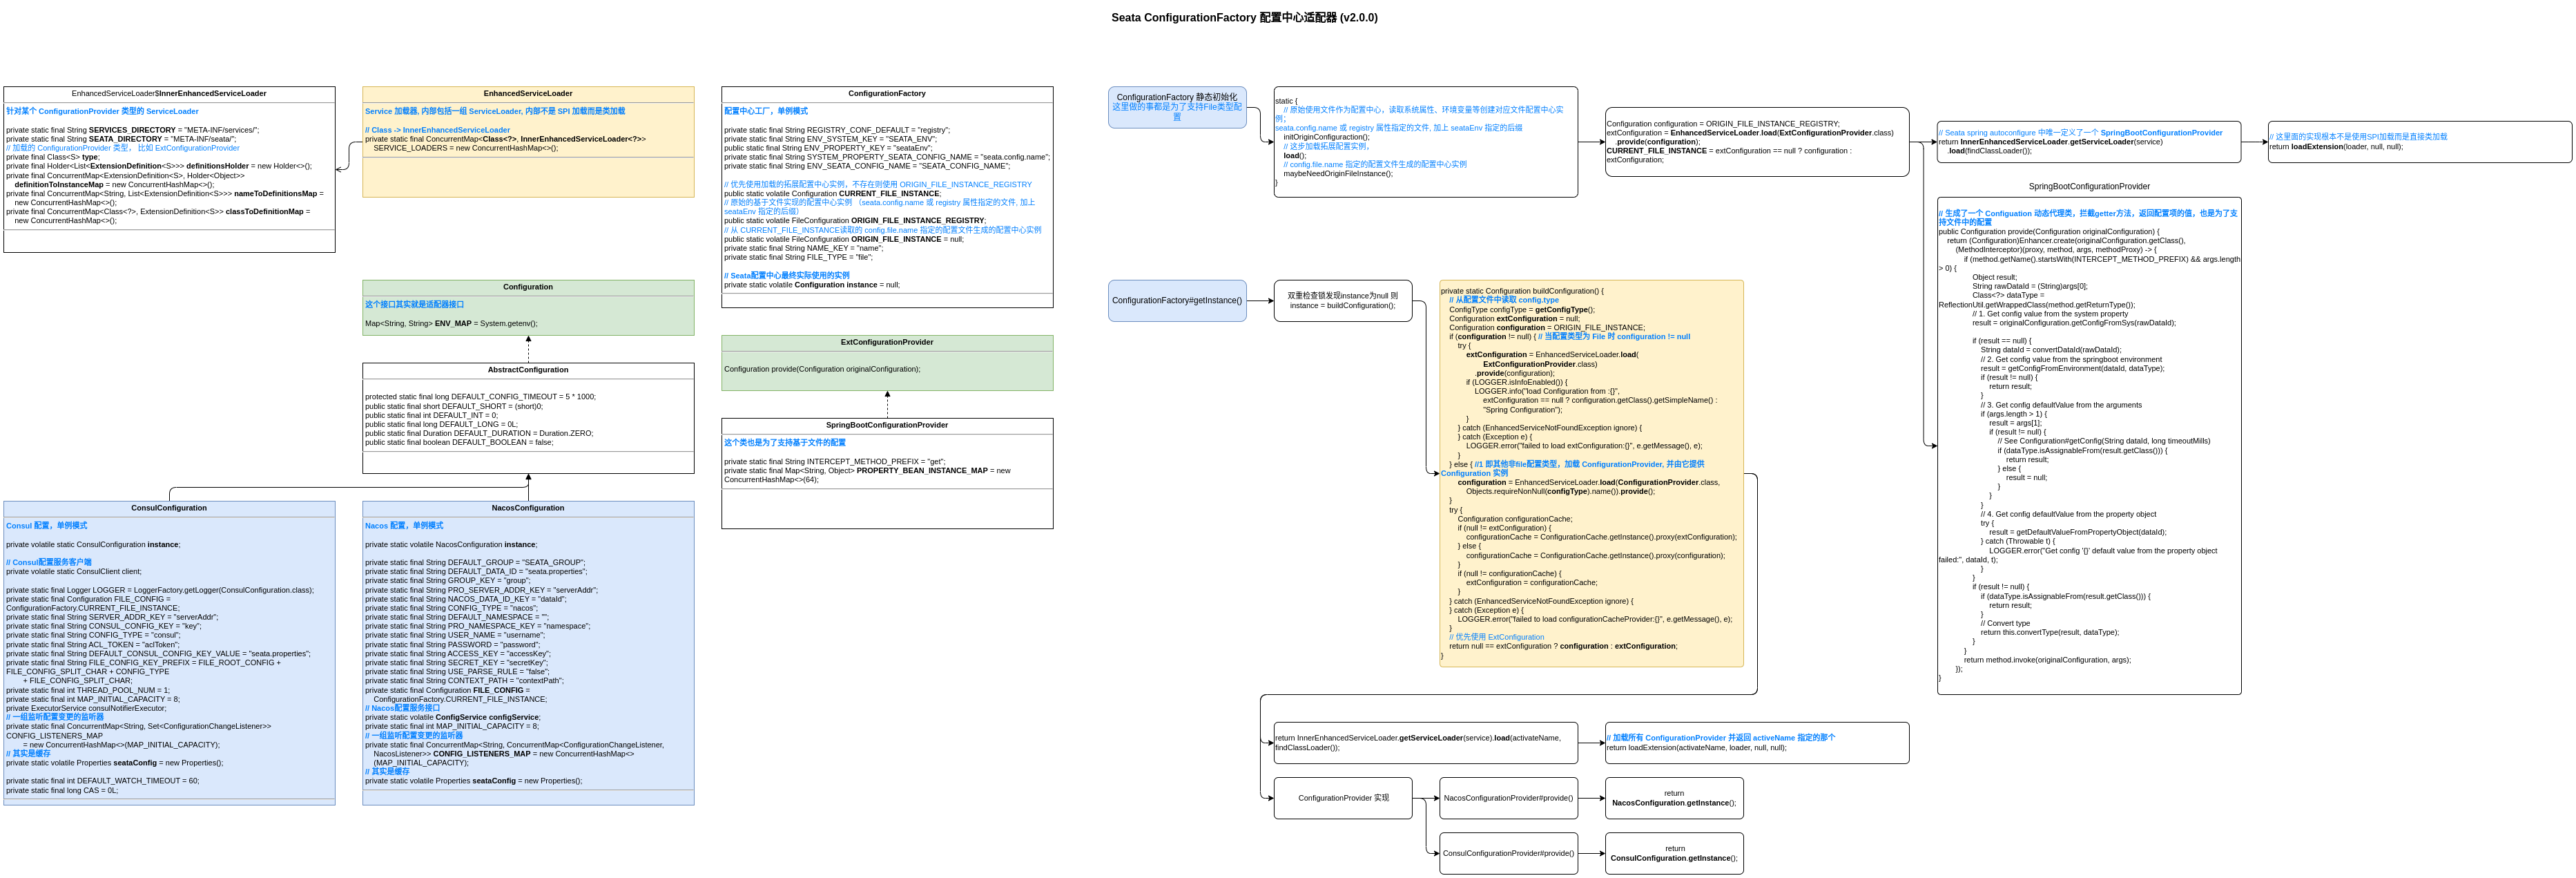 Seata ConfigurationFactory 配置中心适配器 (v2.0.0)
EnhancedServiceLoader$InnerEnhancedServiceLoader
针对某个 ConfigurationProvider 类型的 ServiceLoader
private static final String SERVICES_DIRECTORY = "META-INF/services/";
private static final String SEATA_DIRECTORY = "META-INF/seata/";
// 加载的 ConfigurationProvider 类型， 比如 ExtConfigurationProvider
private final Class<S> type;
private final Holder<List<ExtensionDefinition<S>>> definitionsHolder = new Holder<>();
private final ConcurrentMap<ExtensionDefinition<S>, Holder<Object>>
definitionToInstanceMap = new ConcurrentHashMap<>();
private final ConcurrentMap<String, List<ExtensionDefinition<S>>> nameToDefinitionsMap =
new ConcurrentHashMap<>();
private final ConcurrentMap<Class<?>, ExtensionDefinition<S>> classToDefinitionMap =
new ConcurrentHashMap<>();
EnhancedServiceLoader
Service 加载器, 内部包括一组 ServiceLoader, 内部不是 SPI 加载而是类加载
// Class -> InnerEnhancedServiceLoader
private static final ConcurrentMap<Class<?>, InnerEnhancedServiceLoader<?>>
SERVICE_LOADERS = new ConcurrentHashMap<>();
ConfigurationFactory
配置中心工厂，单例模式
private static final String REGISTRY_CONF_DEFAULT = "registry";
private static final String ENV_SYSTEM_KEY = "SEATA_ENV";
public static final String ENV_PROPERTY_KEY = "seataEnv";
private static final String SYSTEM_PROPERTY_SEATA_CONFIG_NAME = "seata.config.name";
private static final String ENV_SEATA_CONFIG_NAME = "SEATA_CONFIG_NAME";
// 优先使用加载的拓展配置中心实例，不存在则使用 ORIGIN_FILE_INSTANCE_REGISTRY
public static volatile Configuration CURRENT_FILE_INSTANCE;
// 原始的基于文件实现的配置中心实例 （seata.config.name 或 registry 属性指定的文件, 加上
seataEnv 指定的后缀）
public static volatile FileConfiguration ORIGIN_FILE_INSTANCE_REGISTRY;
// 从 CURRENT_FILE_INSTANCE读取的 config.file.name 指定的配置文件生成的配置中心实例
public static volatile FileConfiguration ORIGIN_FILE_INSTANCE = null;
private static final String NAME_KEY = "name";
private static final String FILE_TYPE = "file";
// Seata配置中心最终实际使用的实例
private static volatile Configuration instance = null;
Configuration
这个接口其实就是适配器接口
Map<String, String> ENV_MAP = System.getenv();
AbstractConfiguration
protected static final long DEFAULT_CONFIG_TIMEOUT = 5 * 1000;
public static final short DEFAULT_SHORT = (short)0;
public static final int DEFAULT_INT = 0;
public static final long DEFAULT_LONG = 0L;
public static final Duration DEFAULT_DURATION = Duration.ZERO;
public static final boolean DEFAULT_BOOLEAN = false;
ExtConfigurationProvider
Configuration provide(Configuration originalConfiguration);
SpringBootConfigurationProvider
这个类也是为了支持基于文件的配置
private static final String INTERCEPT_METHOD_PREFIX = "get";
private static final Map<String, Object> PROPERTY_BEAN_INSTANCE_MAP = new
ConcurrentHashMap<>(64);
ConsulConfiguration
Consul 配置，单例模式
private volatile static ConsulConfiguration instance;
// Consul配置服务客户端
private volatile static ConsulClient client;
private static final Logger LOGGER = LoggerFactory.getLogger(ConsulConfiguration.class);
private static final Configuration FILE_CONFIG =
ConfigurationFactory.CURRENT_FILE_INSTANCE;
private static final String SERVER_ADDR_KEY = "serverAddr";
private static final String CONSUL_CONFIG_KEY = "key";
private static final String CONFIG_TYPE = "consul";
private static final String ACL_TOKEN = "aclToken";
private static final String DEFAULT_CONSUL_CONFIG_KEY_VALUE = "seata.properties";
private static final String FILE_CONFIG_KEY_PREFIX = FILE_ROOT_CONFIG +
FILE_CONFIG_SPLIT_CHAR + CONFIG_TYPE
+ FILE_CONFIG_SPLIT_CHAR;
private static final int THREAD_POOL_NUM = 1;
private static final int MAP_INITIAL_CAPACITY = 8;
private ExecutorService consulNotifierExecutor;
// 一组监听配置变更的监听器
private static final ConcurrentMap<String, Set<ConfigurationChangeListener>>
CONFIG_LISTENERS_MAP
= new ConcurrentHashMap<>(MAP_INITIAL_CAPACITY);
// 其实是缓存
private static volatile Properties seataConfig = new Properties();
private static final int DEFAULT_WATCH_TIMEOUT = 60;
private static final long CAS = 0L;
NacosConfiguration
Nacos 配置，单例模式
private static volatile NacosConfiguration instance;
private static final String DEFAULT_GROUP = "SEATA_GROUP";
private static final String DEFAULT_DATA_ID = "seata.properties";
private static final String GROUP_KEY = "group";
private static final String PRO_SERVER_ADDR_KEY = "serverAddr";
private static final String NACOS_DATA_ID_KEY = "dataId";
private static final String CONFIG_TYPE = "nacos";
private static final String DEFAULT_NAMESPACE = "";
private static final String PRO_NAMESPACE_KEY = "namespace";
private static final String USER_NAME = "username";
private static final String PASSWORD = "password";
private static final String ACCESS_KEY = "accessKey";
private static final String SECRET_KEY = "secretKey";
private static final String USE_PARSE_RULE = "false";
private static final String CONTEXT_PATH = "contextPath";
private static final Configuration FILE_CONFIG =
ConfigurationFactory.CURRENT_FILE_INSTANCE;
// Nacos配置服务接口
private static volatile ConfigService configService;
private static final int MAP_INITIAL_CAPACITY = 8;
// 一组监听配置变更的监听器
private static final ConcurrentMap<String, ConcurrentMap<ConfigurationChangeListener,
NacosListener>> CONFIG_LISTENERS_MAP = new ConcurrentHashMap<>
(MAP_INITIAL_CAPACITY);
// 其实是缓存
private static volatile Properties seataConfig = new Properties();
ConfigurationFactory 静态初始化
这里做的事都是为了支持File类型配
置
static {
// 原始使用文件作为配置中心，读取系统属性、环境变量等创建对应文件配置中心实
例;
seata.config.name 或 registry 属性指定的文件, 加上 seataEnv 指定的后缀
initOriginConfiguration();
// 这步加载拓展配置实例，
load();
// config.file.name 指定的配置文件生成的配置中心实例
maybeNeedOriginFileInstance();
}
Configuration configuration = ORIGIN_FILE_INSTANCE_REGISTRY;
extConfiguration = EnhancedServiceLoader.load(ExtConfigurationProvider.class)
.provide(configuration);
CURRENT_FILE_INSTANCE = extConfiguration == null ? configuration :
extConfiguration;
// Seata spring autoconfigure 中唯一定义了一个 SpringBootConfigurationProvider
return InnerEnhancedServiceLoader.getServiceLoader(service)
.load(findClassLoader());
// 这里面的实现根本不是使用SPI加载而是直接类加载
return loadExtension(loader, null, null);
SpringBootConfigurationProvider
// 生成了一个 Configuation 动态代理类，拦截getter方法，返回配置项的值，也是为了支
持文件中的配置
public Configuration provide(Configuration originalConfiguration) {
return (Configuration)Enhancer.create(originalConfiguration.getClass(),
(MethodInterceptor)(proxy, method, args, methodProxy) -> {
if (method.getName().startsWith(INTERCEPT_METHOD_PREFIX) && args.length
> 0) {
Object result;
String rawDataId = (String)args[0];
Class<?> dataType =
ReflectionUtil.getWrappedClass(method.getReturnType());
// 1. Get config value from the system property
result = originalConfiguration.getConfigFromSys(rawDataId);
if (result == null) {
String dataId = convertDataId(rawDataId);
// 2. Get config value from the springboot environment
result = getConfigFromEnvironment(dataId, dataType);
if (result != null) {
return result;
}
// 3. Get config defaultValue from the arguments
if (args.length > 1) {
result = args[1];
if (result != null) {
// See Configuration#getConfig(String dataId, long timeoutMills)
if (dataType.isAssignableFrom(result.getClass())) {
return result;
} else {
result = null;
}
}
}
// 4. Get config defaultValue from the property object
try {
result = getDefaultValueFromPropertyObject(dataId);
} catch (Throwable t) {
LOGGER.error("Get config '{}' default value from the property object
failed:", dataId, t);
}
}
if (result != null) {
if (dataType.isAssignableFrom(result.getClass())) {
return result;
}
// Convert type
return this.convertType(result, dataType);
}
}
return method.invoke(originalConfiguration, args);
});
}
ConfigurationFactory#getInstance()
双重检查锁发现instance为null 则
instance = buildConfiguration();
private static Configuration buildConfiguration() {
// 从配置文件中读取 config.type
ConfigType configType = getConfigType();
Configuration extConfiguration = null;
Configuration configuration = ORIGIN_FILE_INSTANCE;
if (configuration != null) { // 当配置类型为 File 时 configuration != null
try {
extConfiguration = EnhancedServiceLoader.load(
ExtConfigurationProvider.class)
.provide(configuration);
if (LOGGER.isInfoEnabled()) {
LOGGER.info("load Configuration from :{}",
extConfiguration == null ? configuration.getClass().getSimpleName() :
"Spring Configuration");
}
} catch (EnhancedServiceNotFoundException ignore) {
} catch (Exception e) {
LOGGER.error("failed to load extConfiguration:{}", e.getMessage(), e);
}
} else { //1 即其他非file配置类型，加载 ConfigurationProvider, 并由它提供
Configuration 实例
configuration = EnhancedServiceLoader.load(ConfigurationProvider.class,
Objects.requireNonNull(configType).name()).provide();
}
try {
Configuration configurationCache;
if (null != extConfiguration) {
configurationCache = ConfigurationCache.getInstance().proxy(extConfiguration);
} else {
configurationCache = ConfigurationCache.getInstance().proxy(configuration);
}
if (null != configurationCache) {
extConfiguration = configurationCache;
}
} catch (EnhancedServiceNotFoundException ignore) {
} catch (Exception e) {
LOGGER.error("failed to load configurationCacheProvider:{}", e.getMessage(), e);
}
// 优先使用 ExtConfiguration
return null == extConfiguration ? configuration : extConfiguration;
}
return InnerEnhancedServiceLoader.getServiceLoader(service).load(activateName,
findClassLoader());
// 加载所有 ConfigurationProvider 并返回 activeName 指定的那个
return loadExtension(activateName, loader, null, null);
ConfigurationProvider 实现
NacosConfigurationProvider#provide()
return
NacosConfiguration.getInstance();
ConsulConfigurationProvider#provide()
return
ConsulConfiguration.getInstance();